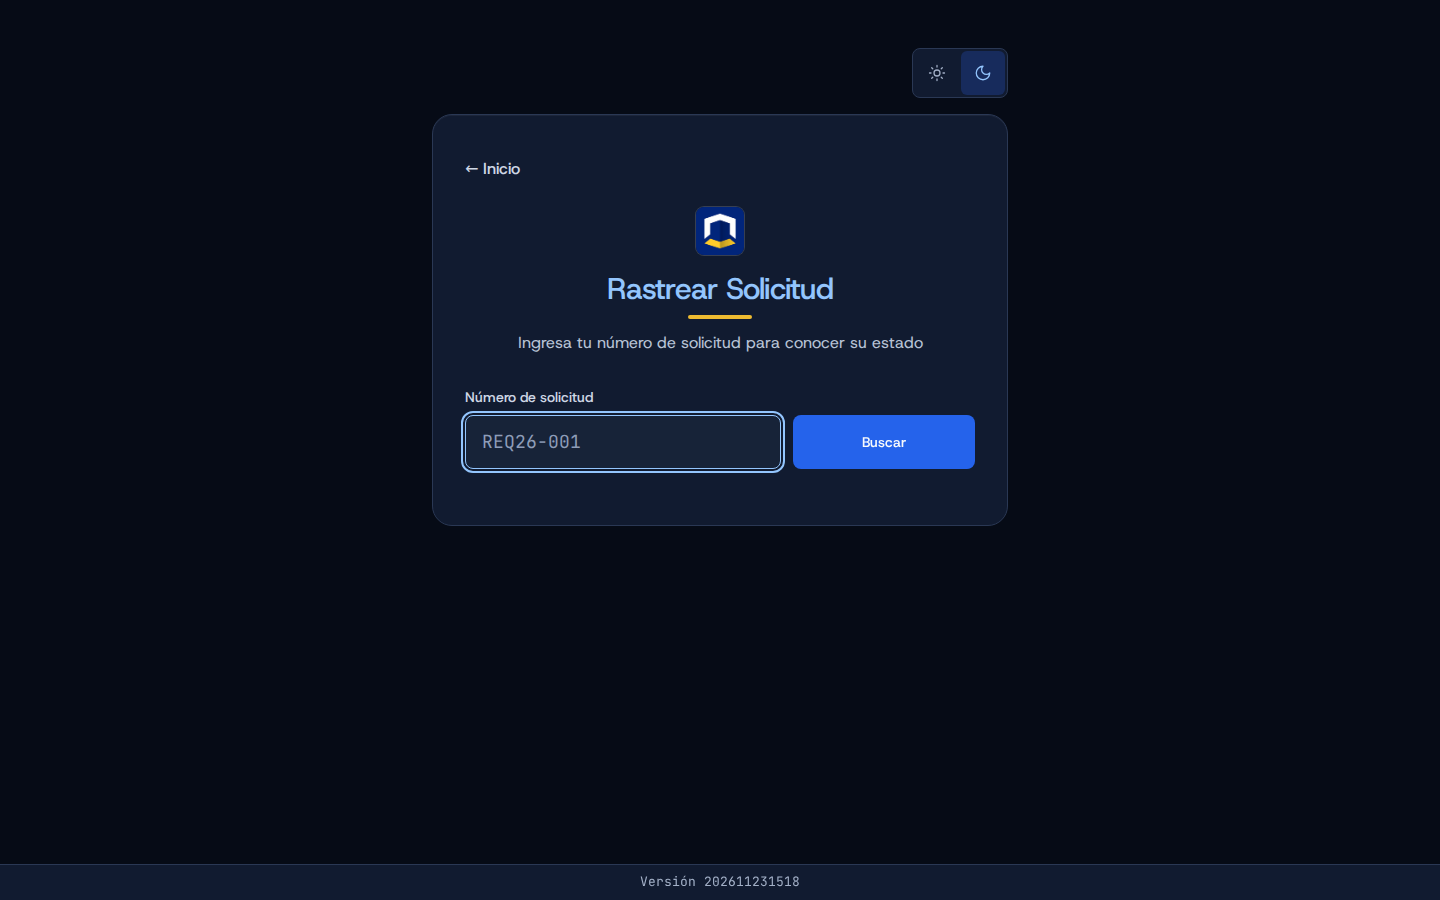 ← Inicio
Rastrear Solicitud
Ingresa tu número de solicitud para conocer su estado
Número de solicitud
REQ26-001
Buscar
Versión 202611231518